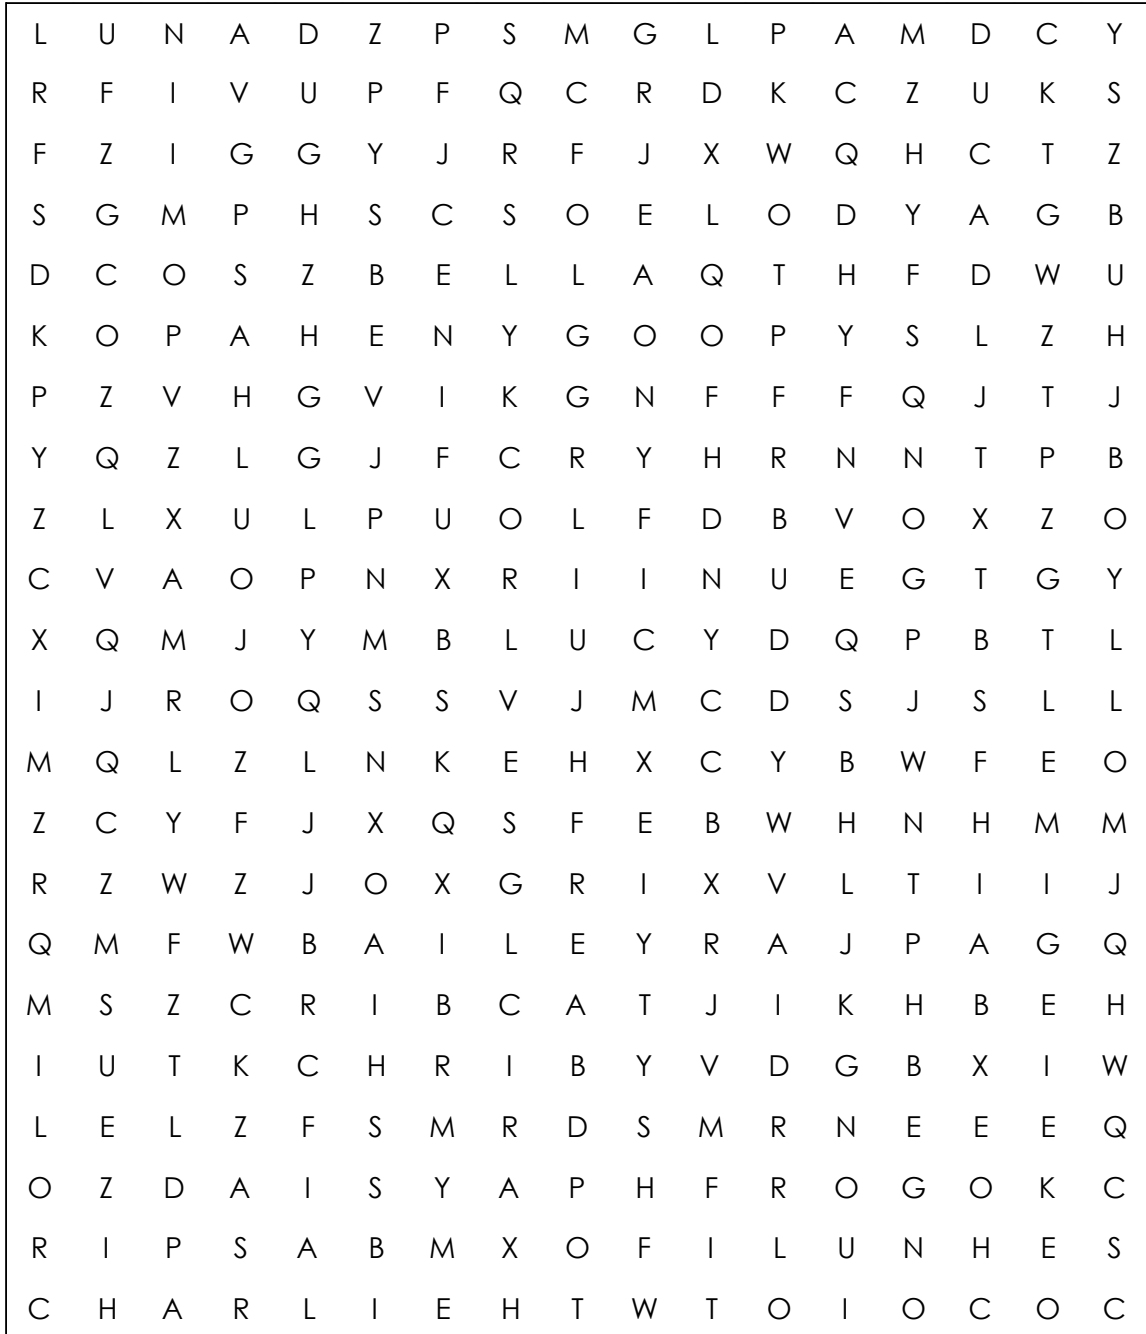 L U N A D Z P S M G L P A M D C Y
R F I V U P F Q C R D K C Z U K S
F Z I G G Y J R F J X W Q H C T Z
S G M P H S C S O E L O D Y A G B
D C O S Z B E L L A Q T H F D W U
K O P A H E N Y G O O P Y S L Z H
P Z V H G V I K G N F F F Q J T J
Y Q Z L G J F C R Y H R N N T P B
Z L X U L P U O L F D B V O X Z O
C V A O P N X R I I N U E G T G Y
X Q M J Y M B L U C Y D Q P B T L
I J R O Q S S V J M C D S J S L L
M Q L Z L N K E H X C Y B W F E O
Z C Y F J X Q S F E B W H N H M M
R Z W Z J O X G R I X V L T I I J
Q M F W B A I L E Y R A J P A G Q
M S Z C R I B C A T J I K H B E H
I U T K C H R I B Y V D G B X I W
L E L Z F S M R D S M R N E E E Q
O Z D A I S Y A P H F R O G O K C
R I P S A B M X O F I L U N H E S
C H A R L I E H T W T O I O C O C